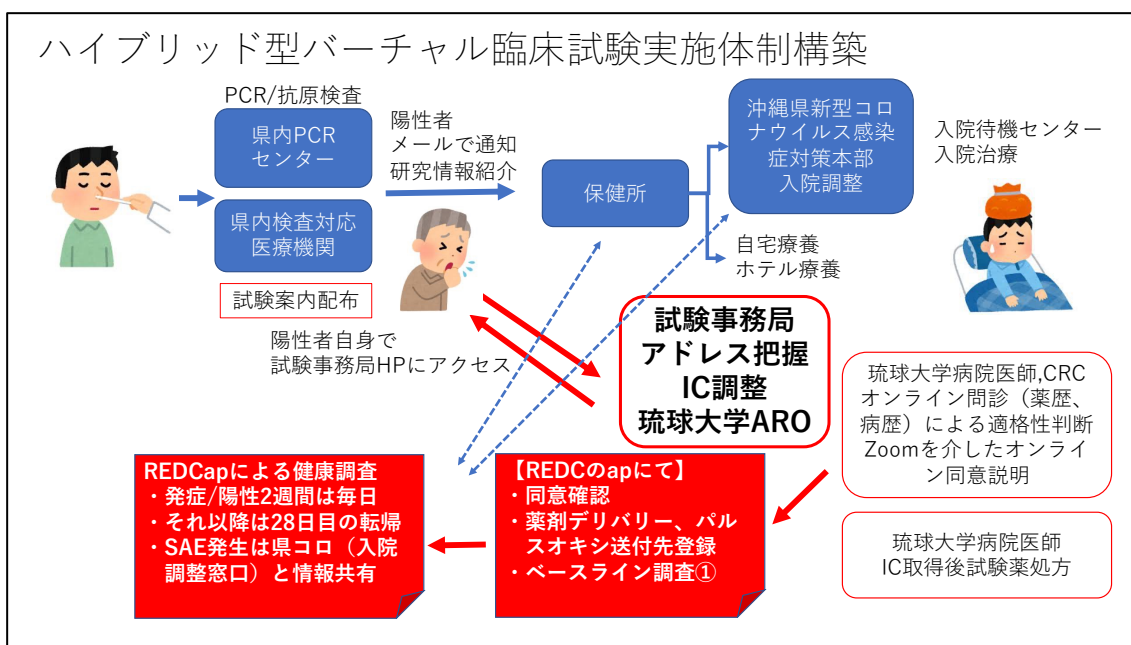 ハイブリッド型バーチャル臨床試験実施体制構築
PCR/抗原検査
県内PCR
センター
県内検査対応
医療機関
試験案内配布
陽性者
メールで通知
研究情報紹介
陽性者自身で
試験事務局HPにアクセス
保健所
沖縄県新型コロ
ナウイルス感染
症対策本部
入院調整
入院待機センター
入院治療
自宅療養
ホテル療養
試験事務局
アドレス把握
IC調整
琉球大学ARO
琉球大学病院医師,CRC
オンライン問診（薬歴、
病歴）による適格性判断
Zoomを介したオンライ
ン同意説明
琉球大学病院医師
IC取得後試験薬処方
【REDCのapにて】
・同意確認
・薬剤デリバリー、パル
スオキシ送付先登録
・ベースライン調査①
REDCapによる健康調査
・発症/陽性2週間は毎日
・それ以降は28日目の転帰
・SAE発生は県コロ（入院
調整窓口）と情報共有